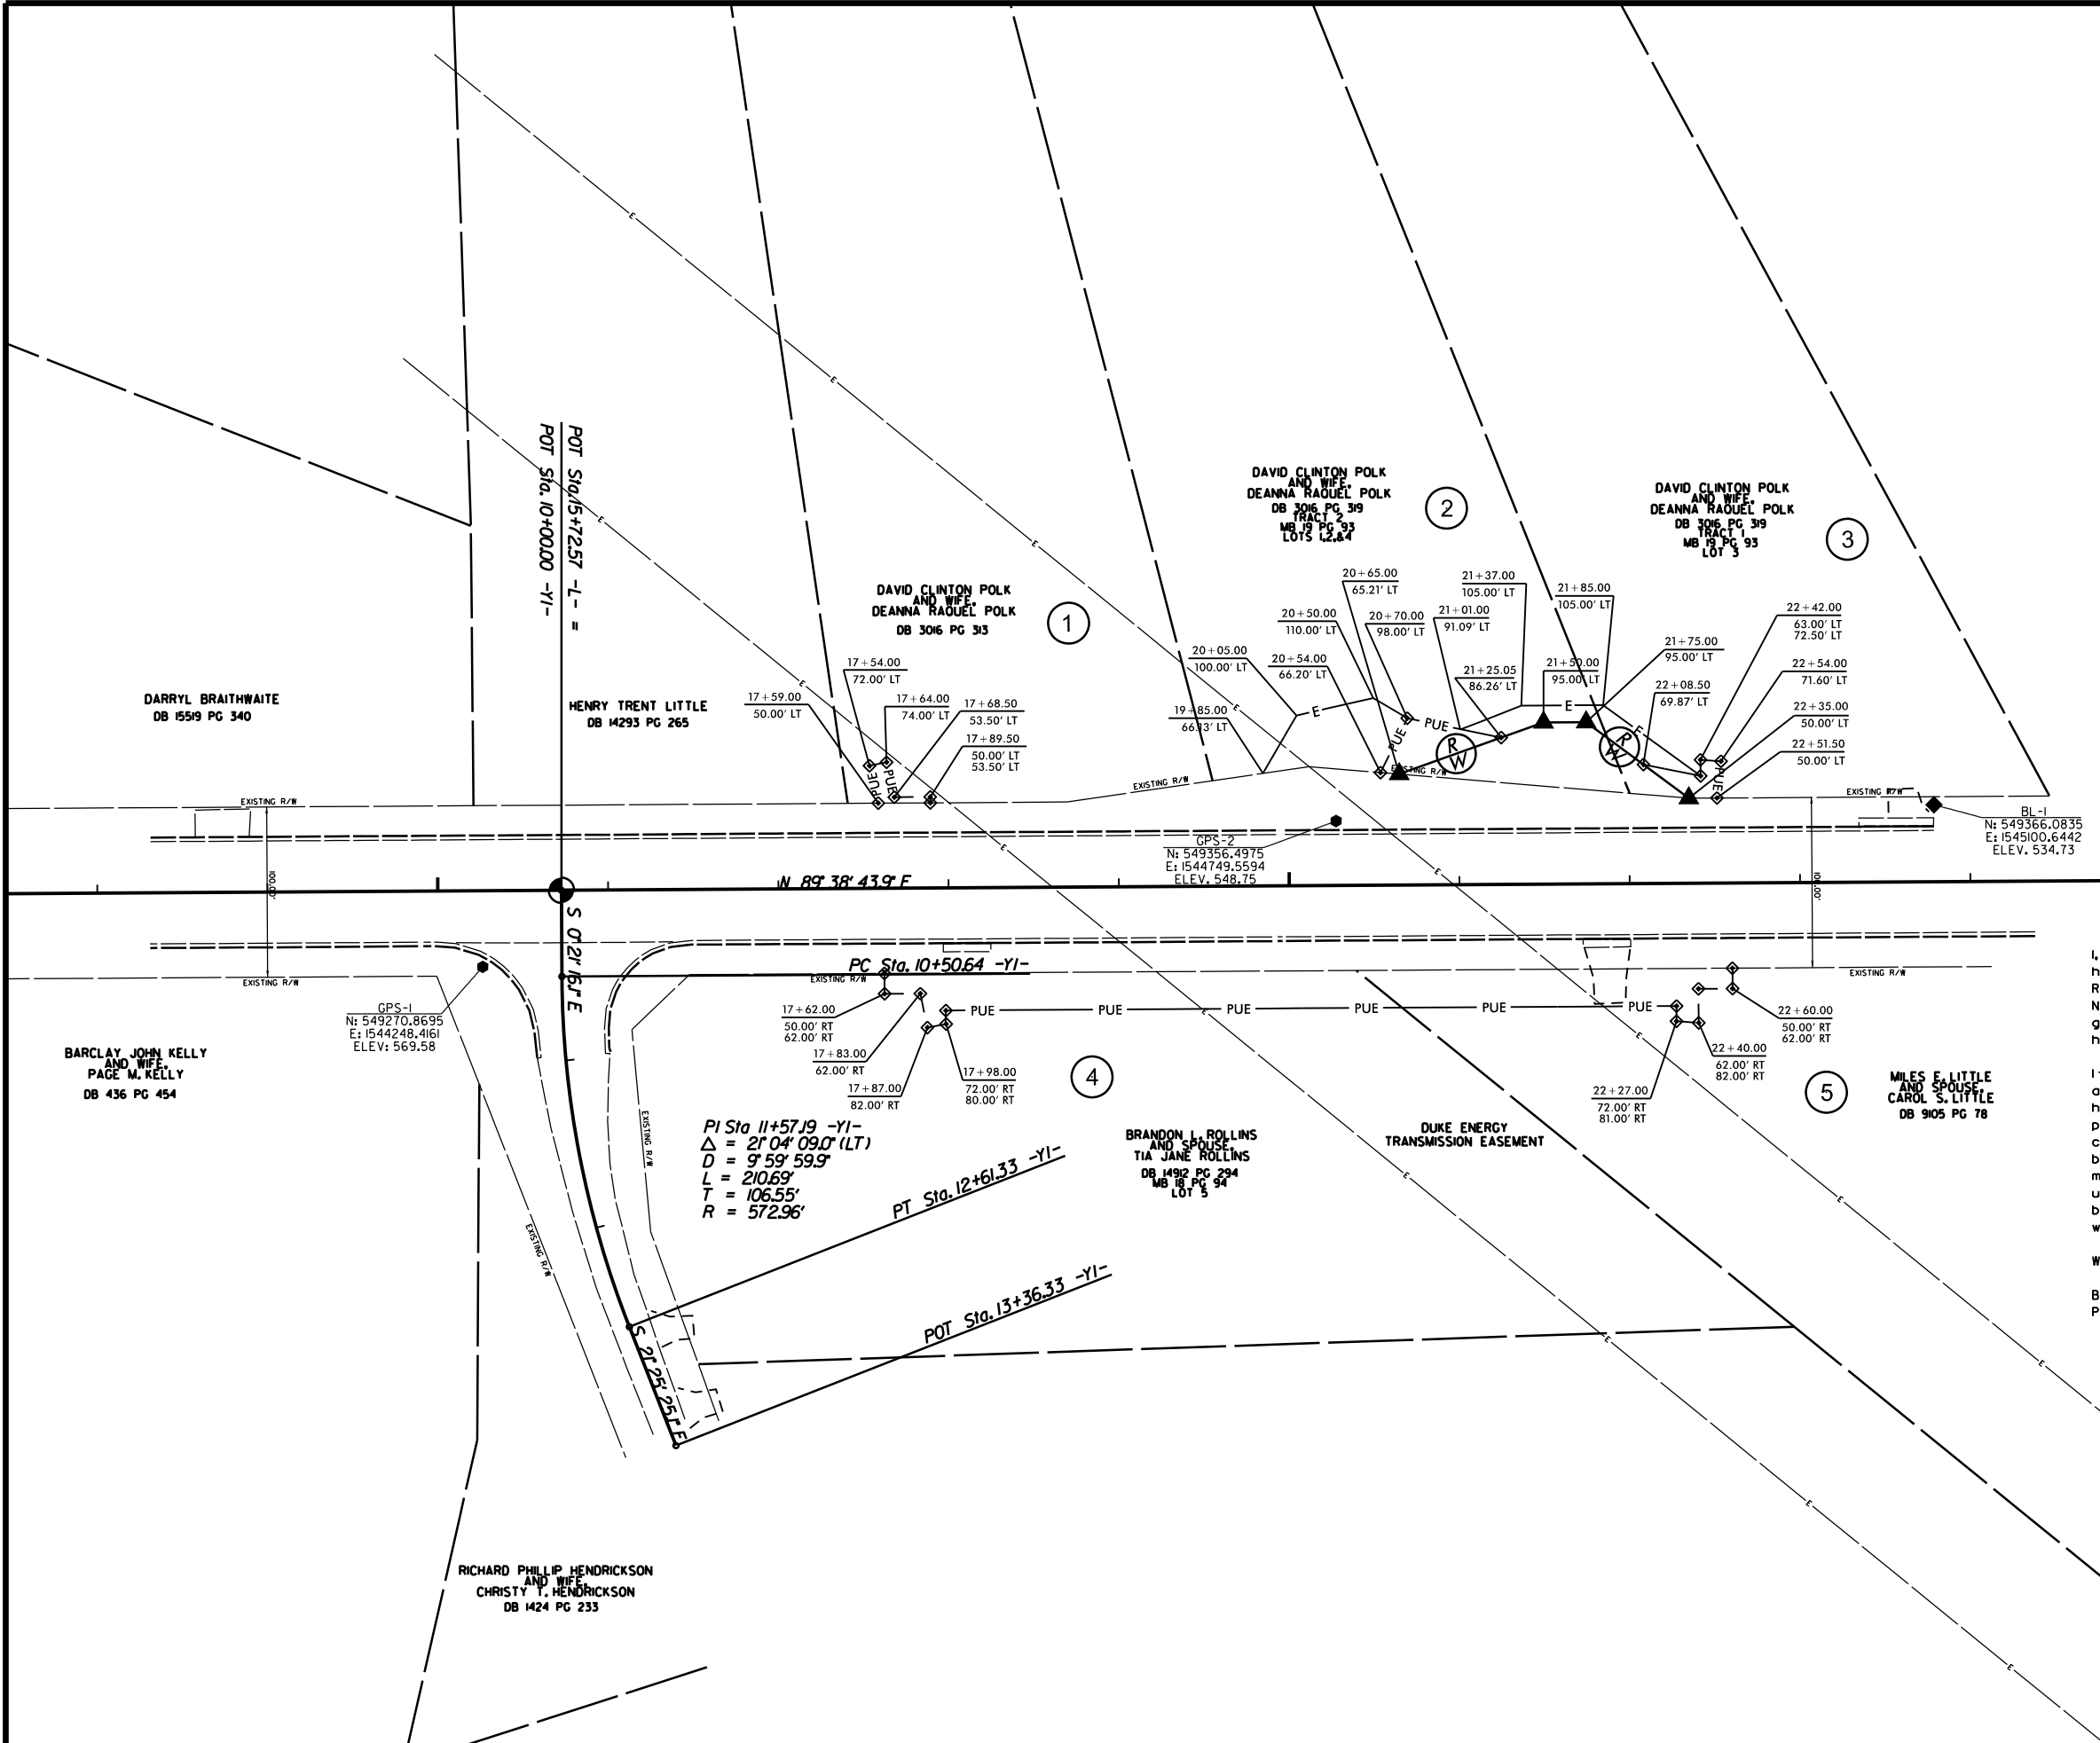 DAVID CLINTON POLK
AND WIFE,
DEANNA RAQUEL POLK
DB 3016 PG 319
TRACT 2
MB 19 PG 93
LOTS 1,2,&4
2
DAVID CLINTON POLK
AND WIFE,
DEANNA RAQUEL POLK
DB 3016 PG 319
TRACT 1
MB 19 PG 93
LOT 3
3
POT Sta. 15+72.57 -L- =
POT Sta. 10+00.00 -Y1-
DAVID CLINTON POLK
AND WIFE,
DEANNA RAQUEL POLK
DB 3016 PG 313
1
DARRYL BRAITHWAITE
DB 15519 PG 340
HENRY TRENT LITTLE
DB 14293 PG 265
17+59.00
50.00' LT
17+54.00
72.00' LT
17+64.00
74.00' LT
17+68.50
53.50' LT
17+89.50
50.00' LT
53.50' LT
19+85.00
66.13' LT
20+05.00
100.00' LT
20+50.00
110.00' LT
20+54.00
66.20' LT
20+65.00
65.21' LT
20+70.00
98.00' LT
21+01.00
91.09' LT
21+37.00
105.00' LT
21+25.05
86.26' LT
21+50.00
95.00' LT
21+85.00
105.00' LT
21+75.00
95.00' LT
22+08.50
69.87' LT
22+42.00
63.00' LT
72.50' LT
22+54.00
71.60' LT
22+35.00
50.00' LT
22+51.50
50.00' LT
E
E
E
E
E
E
E
E
E
E
E
PUE
PUE
PUE
PUE
PUE
R
W
R
W
EXISTING R/W
EXISTING R/W
EXISTING R/W
EXISTING R/W
BL-1
N: 549366.0835
E: 1545100.6442
ELEV. 534.73
GPS-2
N: 549356.4975
E: 1544749.5594
ELEV. 548.75
100.00'
100.00'
N 89° 38' 43.9" E
S 0° 21' 16.1" E
PC Sta. 10+50.64 -Y1-
EXISTING R/W
EXISTING R/W
EXISTING R/W
GPS-1
N: 549270.8695
E: 1544248.4161
ELEV: 569.58
17+62.00
50.00' RT
62.00' RT
17+83.00
62.00' RT
17+87.00
82.00' RT
17+98.00
72.00' RT
80.00' RT
PUE PUE PUE PUE PUE PUE
22+60.00
50.00' RT
62.00' RT
22+40.00
62.00' RT
82.00' RT
22+27.00
72.00' RT
81.00' RT
4
5
BARCLAY JOHN KELLY
AND WIFE,
PAGE M. KELLY
DB 436 PG 454
MILES E. LITTLE
AND SPOUSE,
CAROL S. LITTLE
DB 9105 PG 78
PI Sta 11+57.19 -Y1-
Δ = 21° 04' 09.0" (LT)
D = 9° 59' 59.9"
L = 210.69'
T = 106.55'
R = 572.96'
BRANDON L. ROLLINS
AND SPOUSE,
TIA JANE ROLLINS
DB 14912 PG 294
MB 18 PG 94
LOT 5
DUKE ENERGY
TRANSMISSION EASEMENT
EXISTING R/W
EXISTING R/W
PT Sta. 12+61.33 -Y1-
POT Sta. 13+36.33 -Y1-
S 21° 25' 25.1" E
E
E
E
E
E
E
E
E
E
E
RICHARD PHILLIP HENDRICKSON
AND WIFE,
CHRISTY T. HENDRICKSON
DB 1424 PG 233